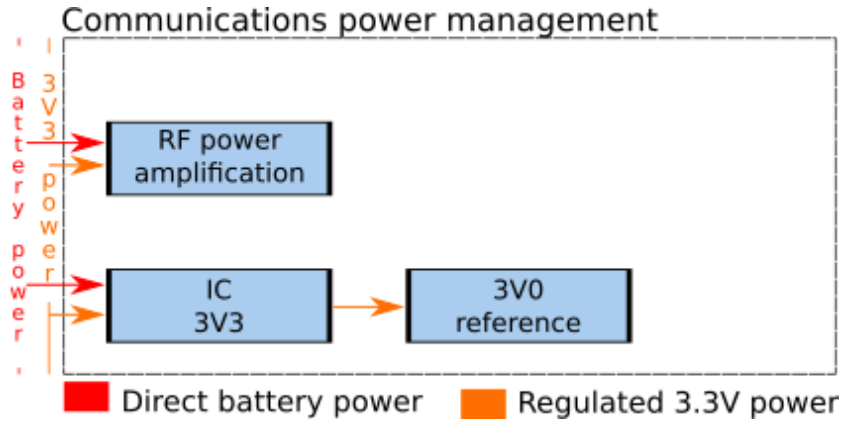 Communications power management
Battery power
3V3 power
RF power
amplification
IC
3V3
3V0
reference
Direct battery power
Regulated 3.3V power